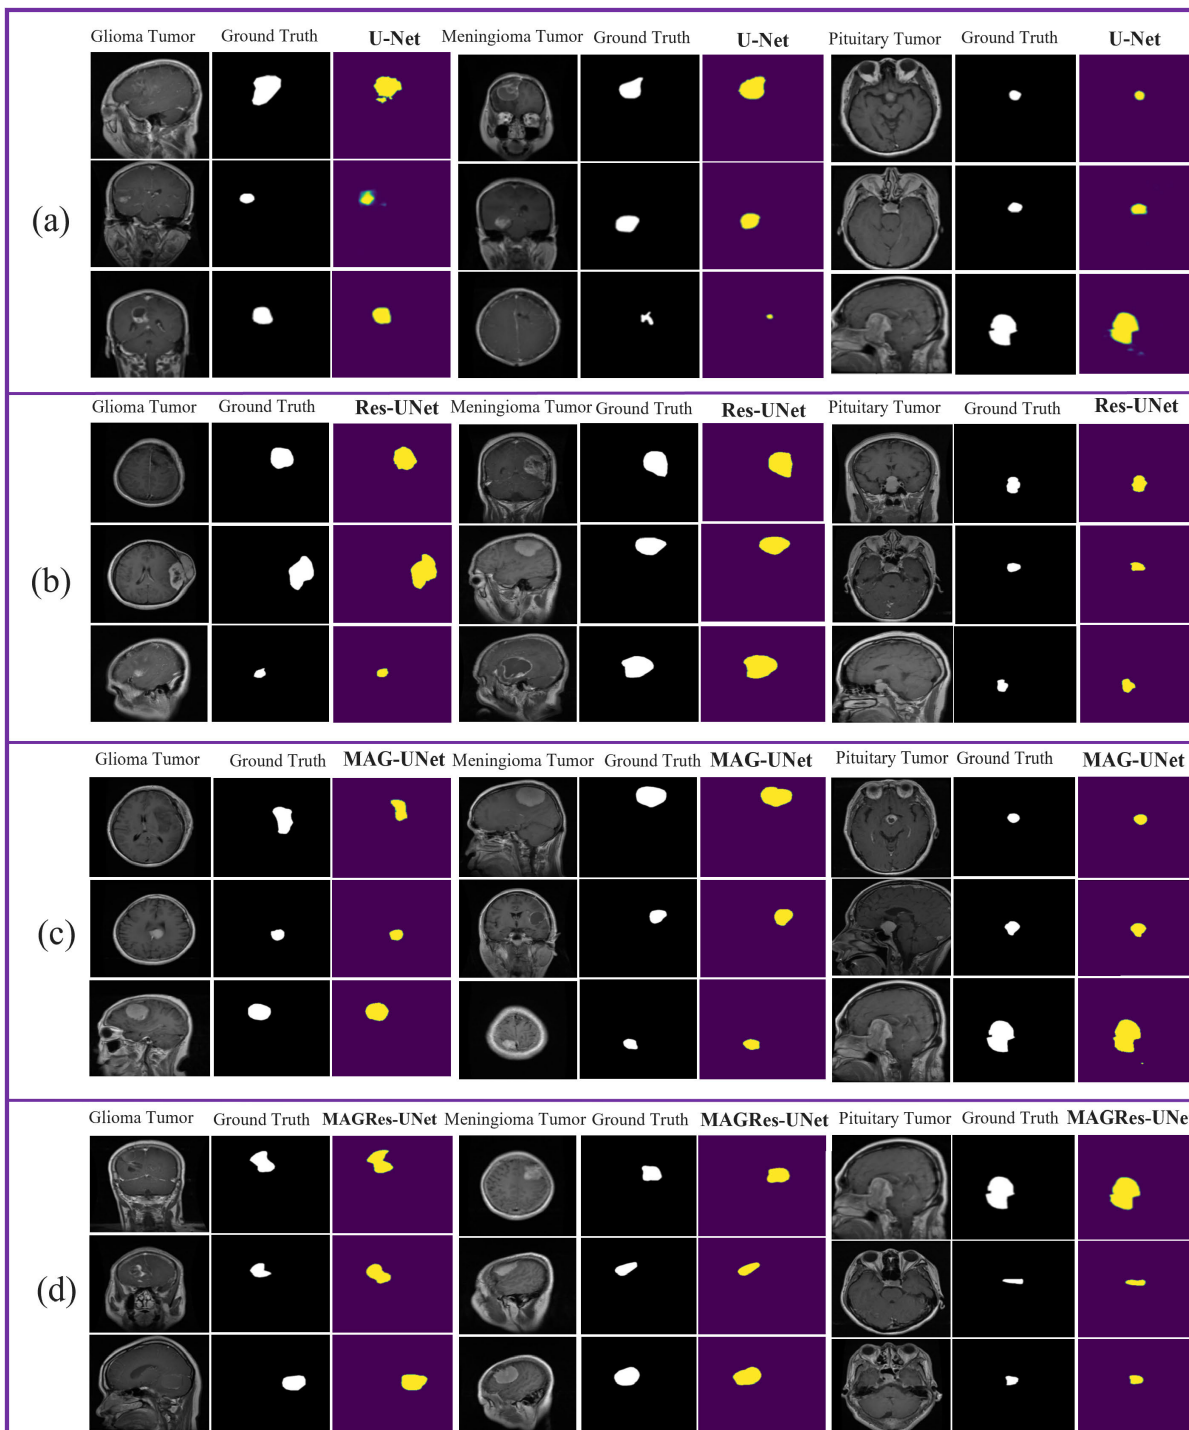 Glioma Tumor Ground Truth U-Net Meningioma Tumor Ground Truth U-Net Pituitary Tumor Ground Truth U-Net
(a)
Glioma Tumor Ground Truth Res-UNet Meningioma Tumor Ground Truth Res-UNet Pituitary Tumor Ground Truth Res-UNet
(b)
Glioma Tumor Ground Truth MAG-UNet Meningioma Tumor Ground Truth MAG-UNet Pituitary Tumor Ground Truth MAG-UNet
(c)
Glioma Tumor Ground Truth MAGRes-UNet Meningioma Tumor Ground Truth MAGRes-UNet Pituitary Tumor Ground Truth MAGRes-UNe
(d)